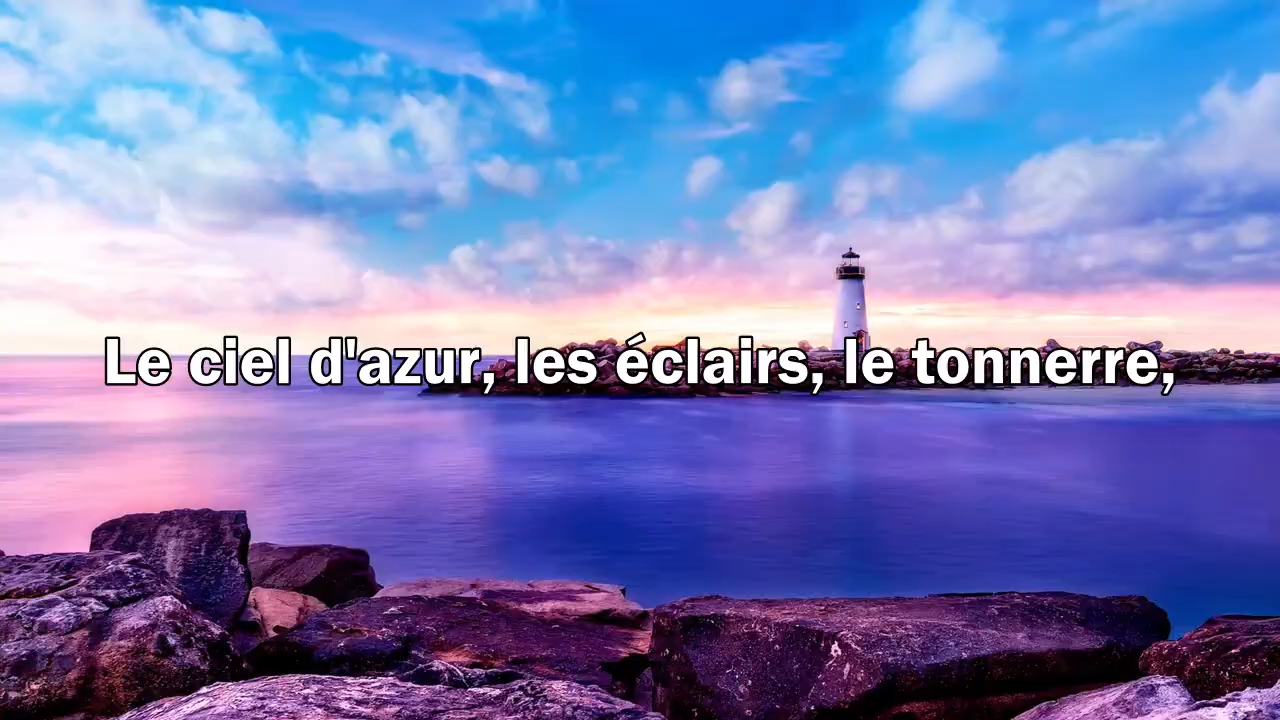 Le ciel d'azur, les éclairs, le tonnerre,